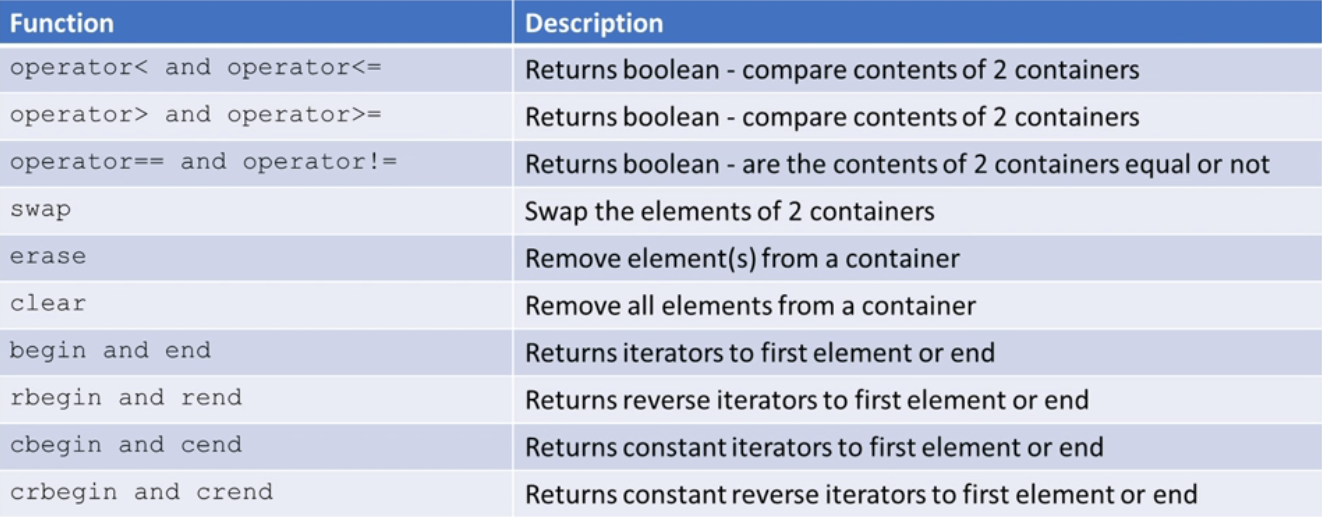 Function Description
operator< and operator<= Returns boolean - compare contents of 2 containers
operator> and operator>= Returns boolean - compare contents of 2 containers
operator== and operator!= Returns boolean - are the contents of 2 containers equal or not
swap Swap the elements of 2 containers
erase Remove element(s) from a container
clear Remove all elements from a container
begin and end Returns iterators to first element or end
rbegin and rend Returns reverse iterators to first element or end
cbegin and cend Returns constant iterators to first element or end
crbegin and crend Returns constant reverse iterators to first element or end